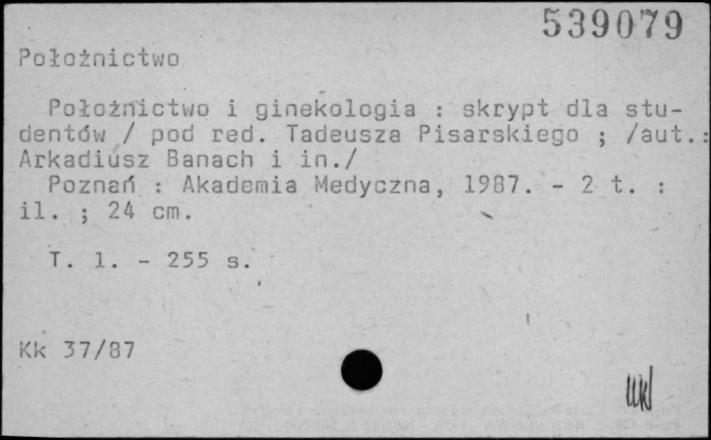 539079
Położnictwo
Położnictwo i ginekologia : skrypt dla stu-
dentów / pod red. Tadeusza Pisarskiego ; /aut.:
Arkadiusz Banach i in./
Poznań : Akademia Medyczna, 1987. - 2 t. :
il. ; 24 cm.
T. 1. - 255 s.
Kk 37/87